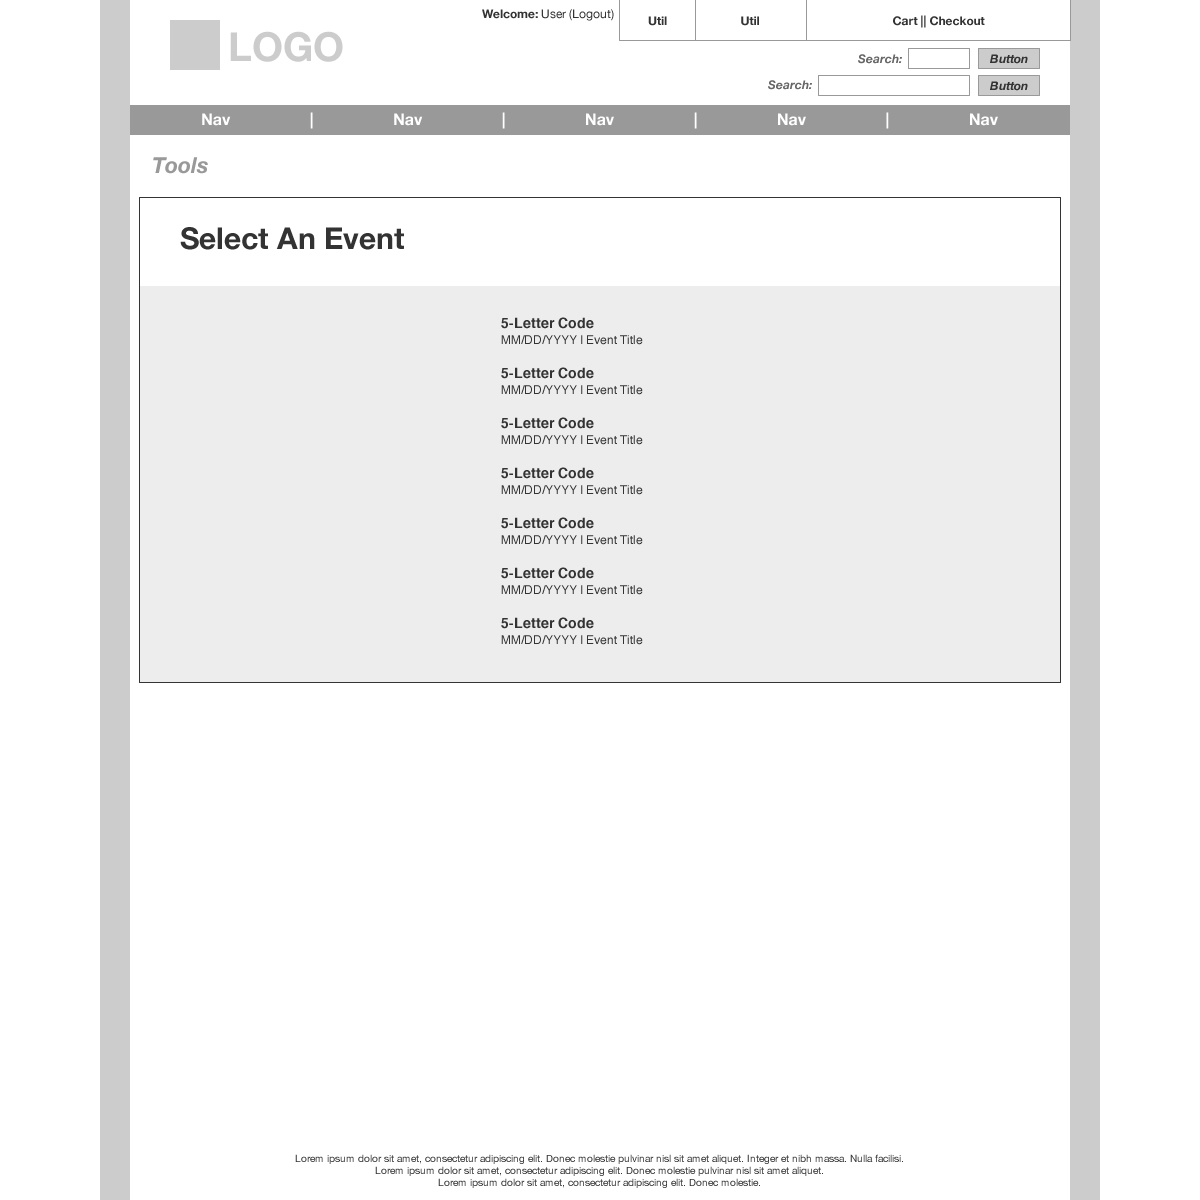 Welcome: User (Logout)
Util
Util
Cart || Checkout
LOGO
Search:
Button
Search:
Button
Nav | Nav | Nav | Nav | Nav
Tools
Select An Event
5-Letter Code
MM/DD/YYYY I Event Title
5-Letter Code
MM/DD/YYYY I Event Title
5-Letter Code
MM/DD/YYYY I Event Title
5-Letter Code
MM/DD/YYYY I Event Title
5-Letter Code
MM/DD/YYYY I Event Title
5-Letter Code
MM/DD/YYYY I Event Title
5-Letter Code
MM/DD/YYYY I Event Title
Lorem ipsum dolor sit amet, consectetur adipiscing elit. Donec molestie pulvinar nisl sit amet aliquet. Integer et nibh massa. Nulla facilisi.
Lorem ipsum dolor sit amet, consectetur adipiscing elit. Donec molestie pulvinar nisl sit amet aliquet.
Lorem ipsum dolor sit amet, consectetur adipiscing elit. Donec molestie.